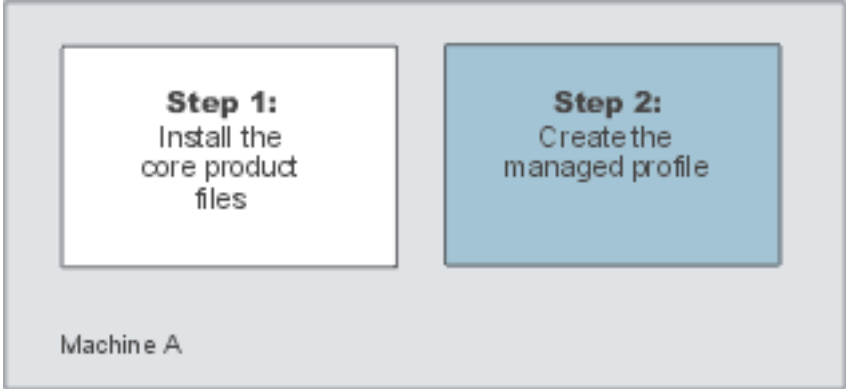 Step 1:
Install the
core product
files
Step 2:
Create the
managed profile
Machine A